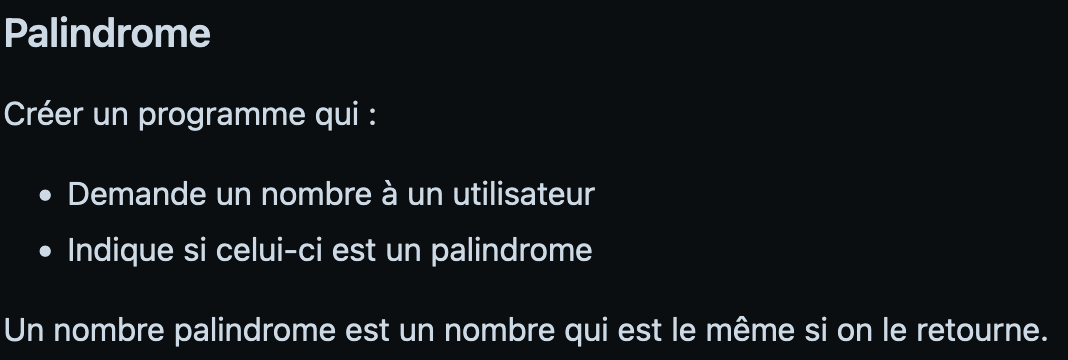 Palindrome
Créer un programme qui :
• Demande un nombre à un utilisateur
• Indique si celui-ci est un palindrome
Un nombre palindrome est un nombre qui est le même si on le retourne.